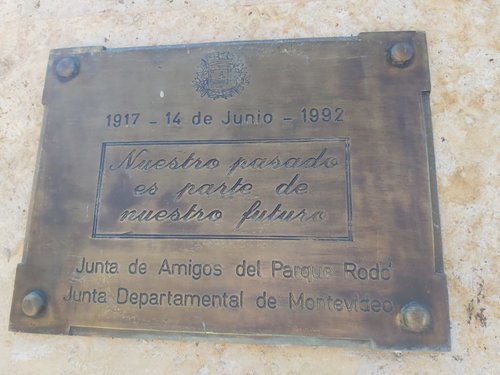 1917 - 14 de Junio - 1992
Nuestro pasado
es parte de
nuestro futuro
Junta de Amigos del Parque Rodó
Junta Departamental de Montevideo